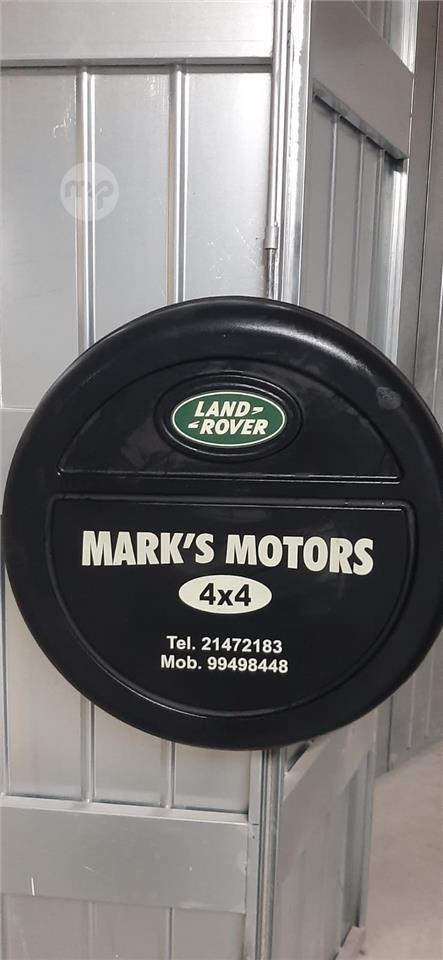 LAND-
-ROVER
MARK'S MOTORS
4x4
Tel. 21472183
Mob. 99498448